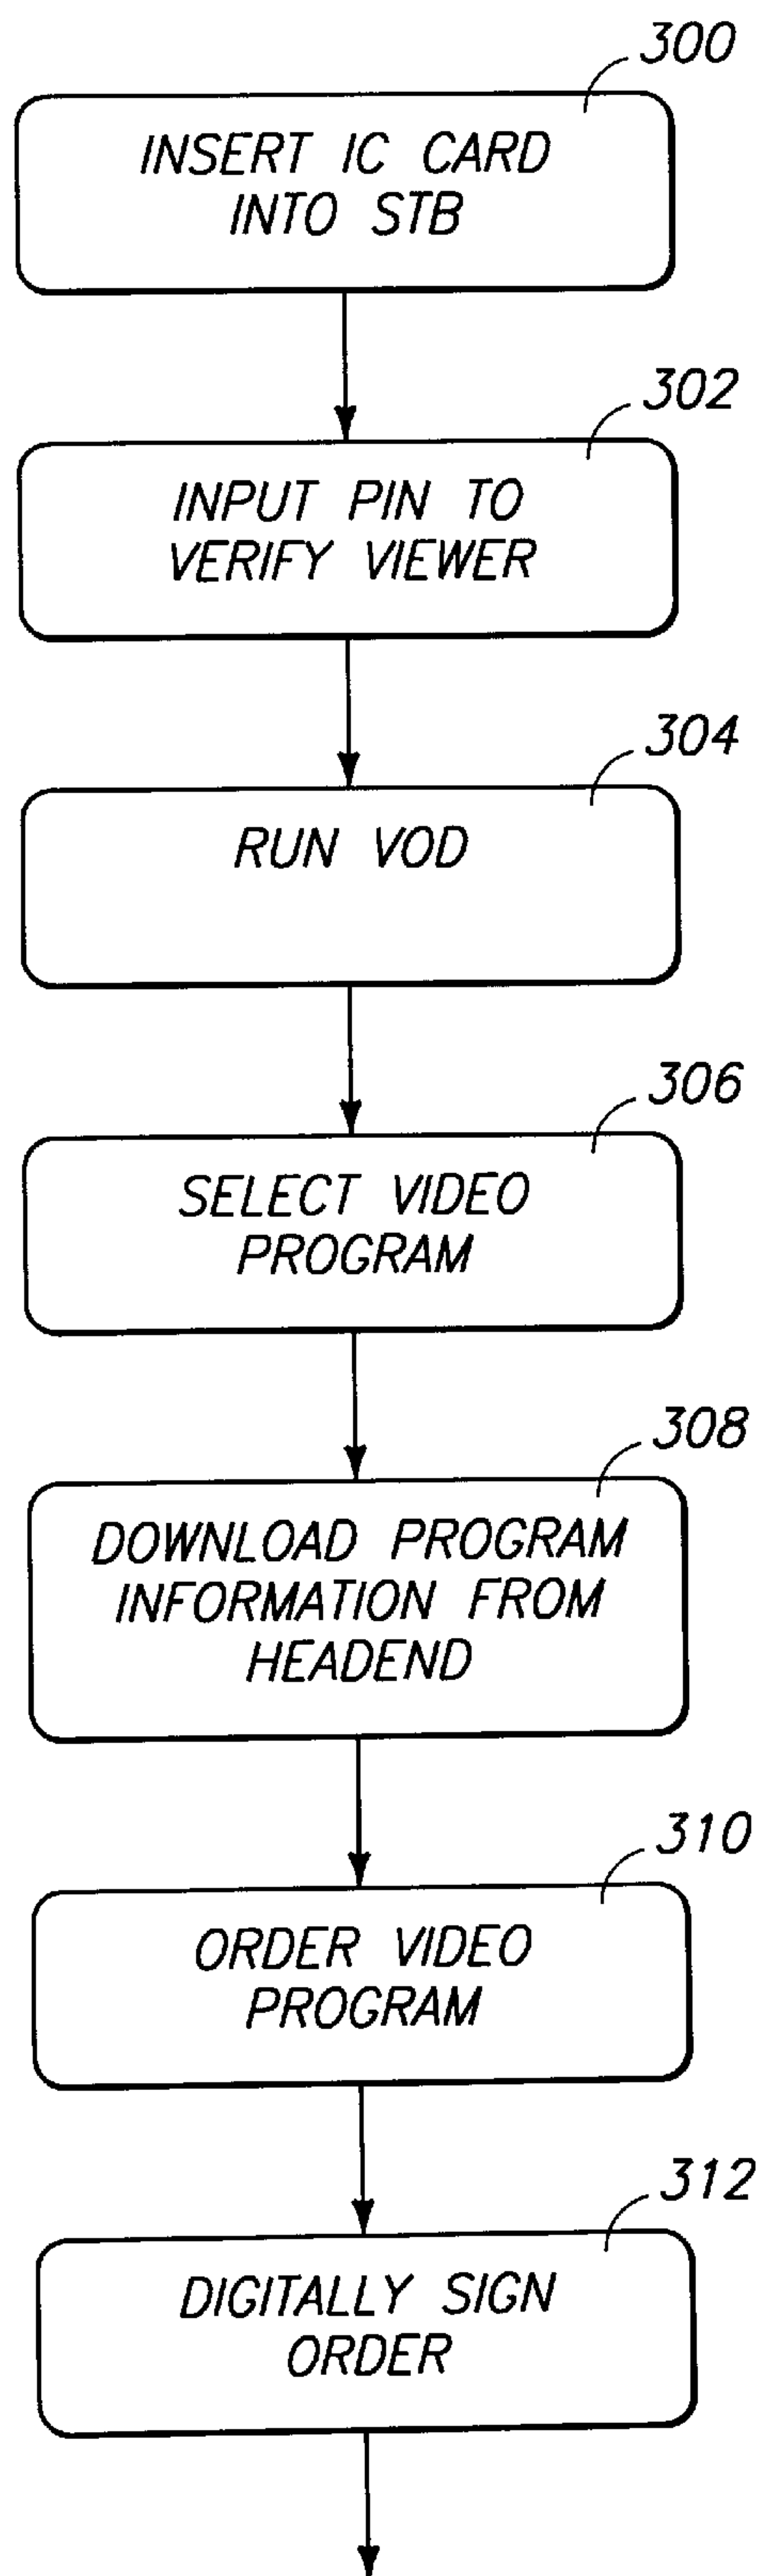 300
INSERT IC CARD
INTO STB
302
INPUT PIN TO
VERIFY VIEWER
304
RUN VOD
306
SELECT VIDEO
PROGRAM
308
DOWNLOAD PROGRAM
INFORMATION FROM
HEADEND
310
ORDER VIDEO
PROGRAM
312
DIGITALLY SIGN
ORDER